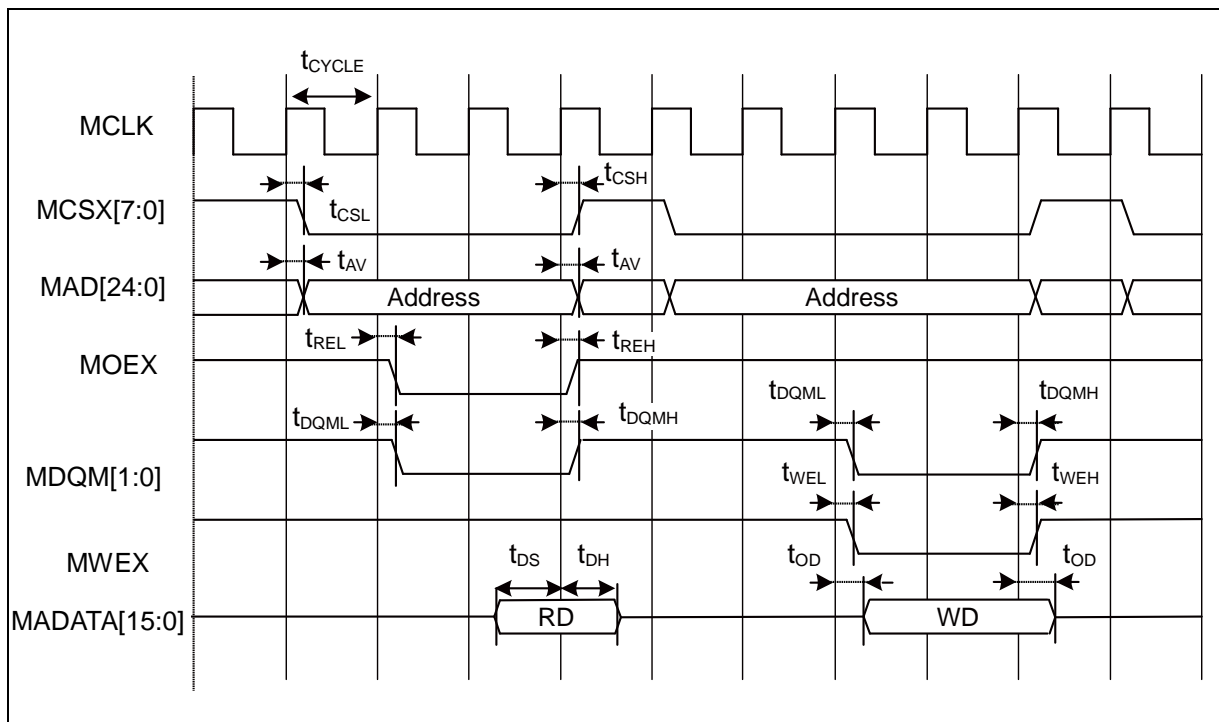 tCYCLE
MCLK
tCSH
MCSX[7:0]
tCSL
tAV tAV
MAD[24:0]
Address Address
tREL tREH
MOEX
tDQML tDQMH
tDQML tDQMH
MDQM[1:0]
tWEL tWEH
MWEX
tDS tDH
tOD tOD
MADATA[15:0]
RD WD